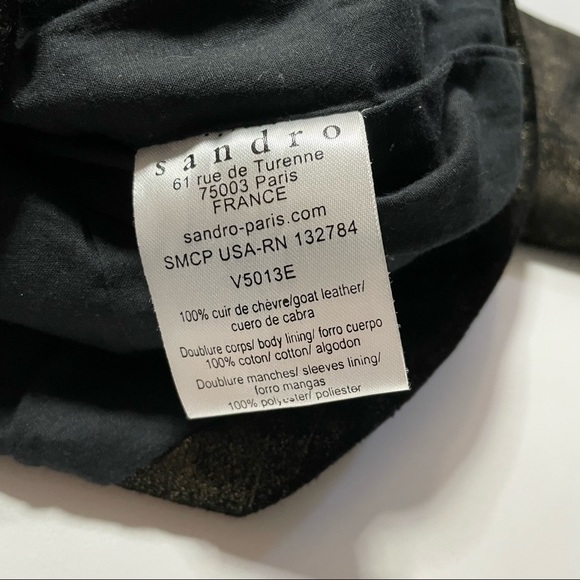 sandro
61 rue de Turenne
75003 Paris
FRANCE
sandro-paris.com
SMCP USA-RN 132784
V5013E
100% cuir de chèvre/goat leather/
cuero de cabra
Doublure corps/ body lining/ forro cuerpo
100% coton/ cotton/ algodon
Doublure manches/ sleeves lining/
forro mangas
100% polyester/ poliester